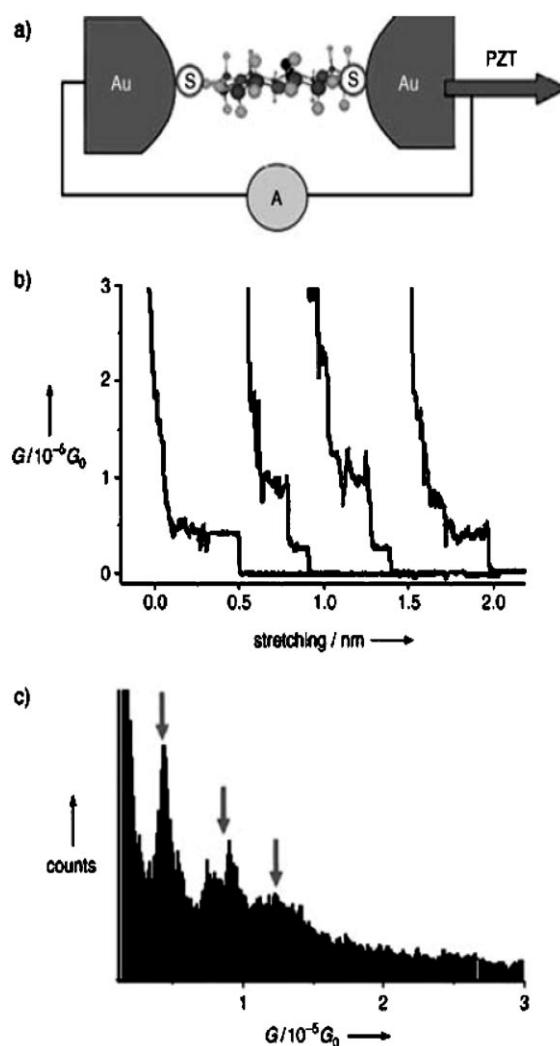 a)
PZT
Au
S
S
Au
A
b)
3
2
1
0
G/10⁻⁵G₀
0.0 0.5 1.0 1.5 2.0
stretching / nm
c)
counts
1 2 3
G/10⁻⁵G₀